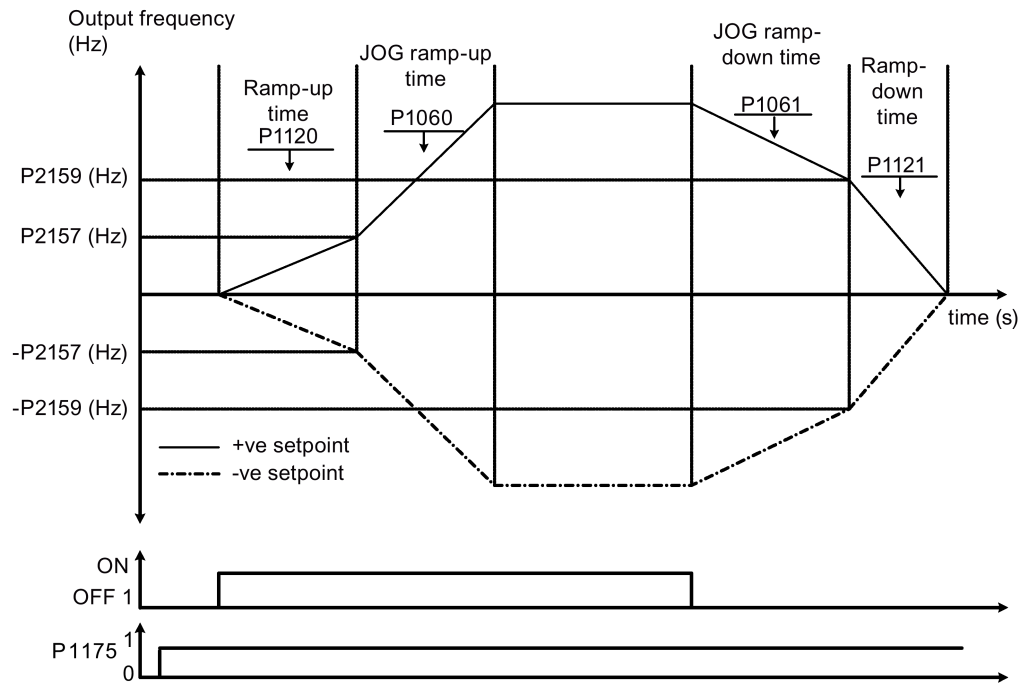 Output frequency
(Hz)
Ramp-up
time
P1120
JOG ramp-up
time
P1060
JOG ramp-
down time
P1061
Ramp-
down
time
P1121
P2159 (Hz)
P2157 (Hz)
time (s)
-P2157 (Hz)
-P2159 (Hz)
+ve setpoint
-ve setpoint
ON
OFF 1
P1175
1
0